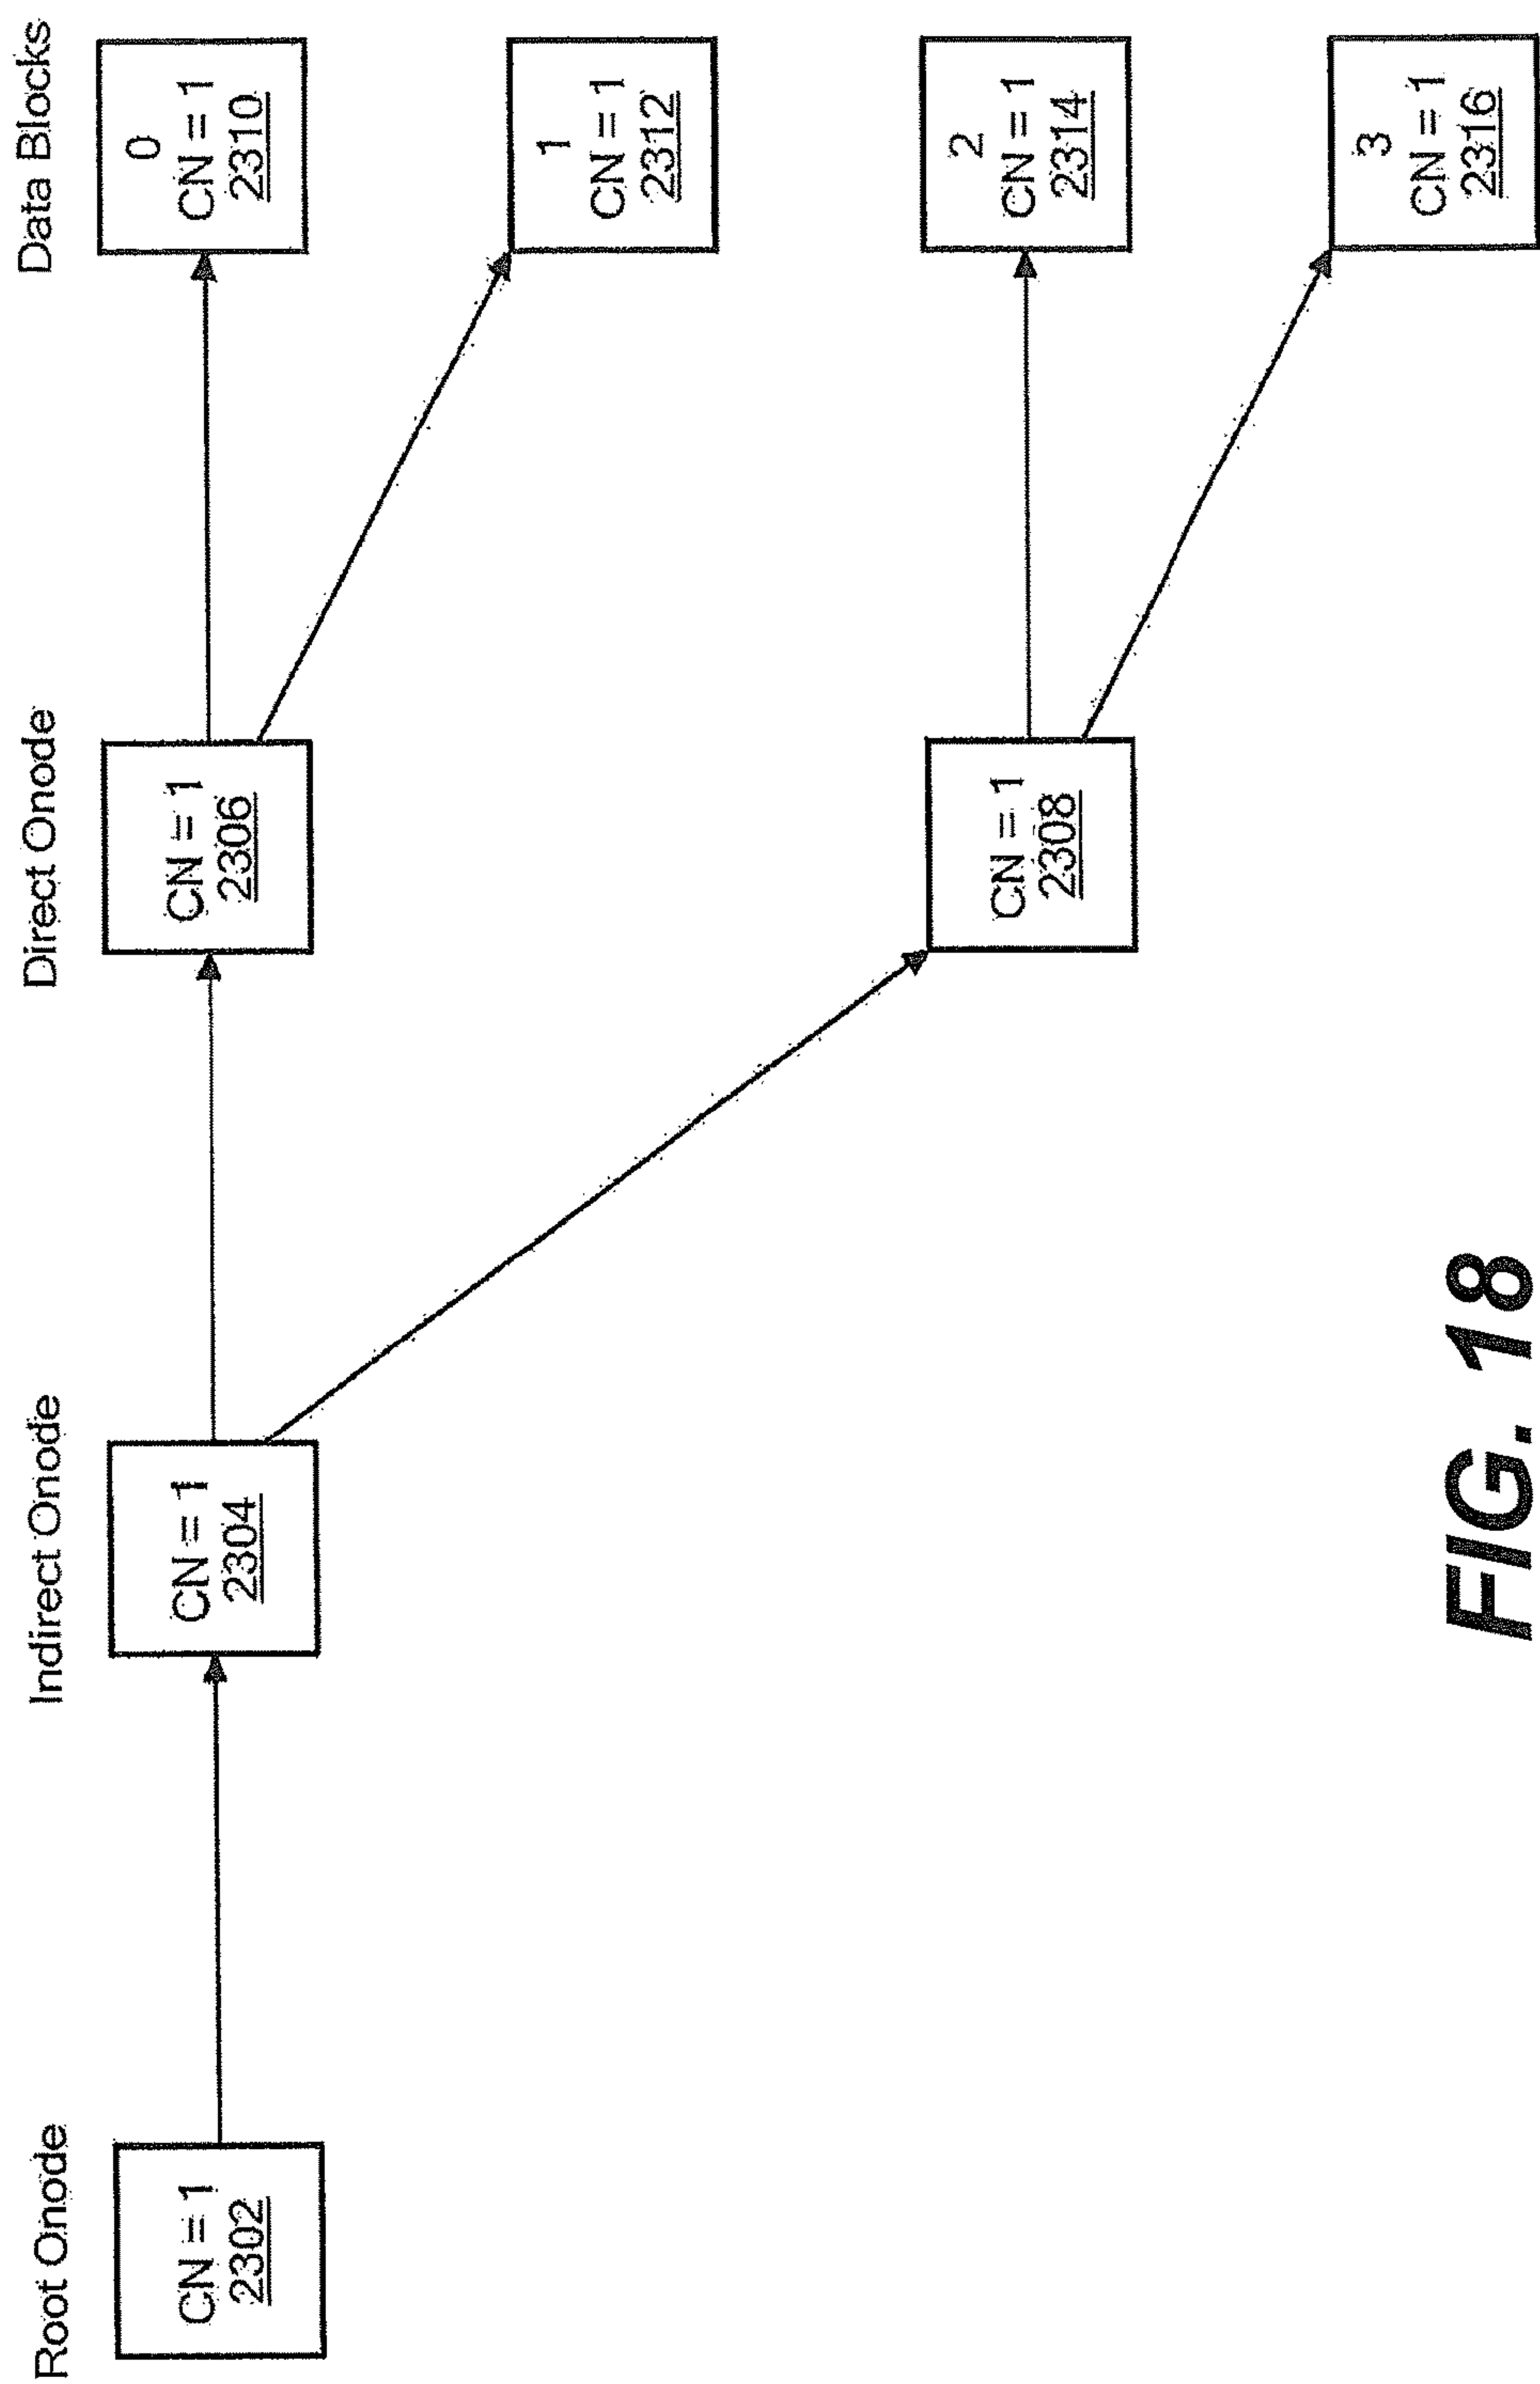 Root Onode
Indirect Onode
Direct Onode
Data Blocks
CN = 1
2302
CN = 1
2304
CN = 1
2306
0
CN = 1
2310
1
CN = 1
2312
CN = 1
2308
2
CN = 1
2314
3
CN = 1
2316
FIG. 18